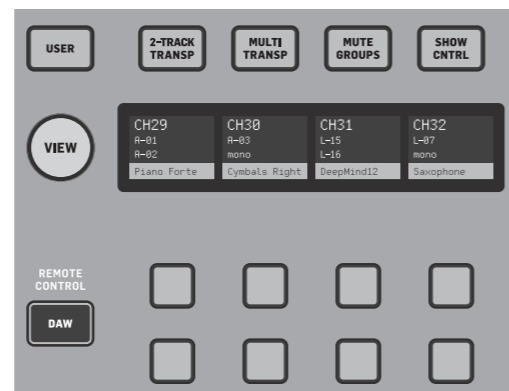 USER
2-TRACK
TRANSP
MULTI
TRANSP
MUTE
GROUPS
SHOW
CNTRL
VIEW
CH29
A-01
A-02
Piano Forte
CH30
A-03
mono
Cymbals Right
CH31
L-15
L-16
DeepMind12
CH32
L-07
mono
Saxophone
REMOTE
CONTROL
DAW